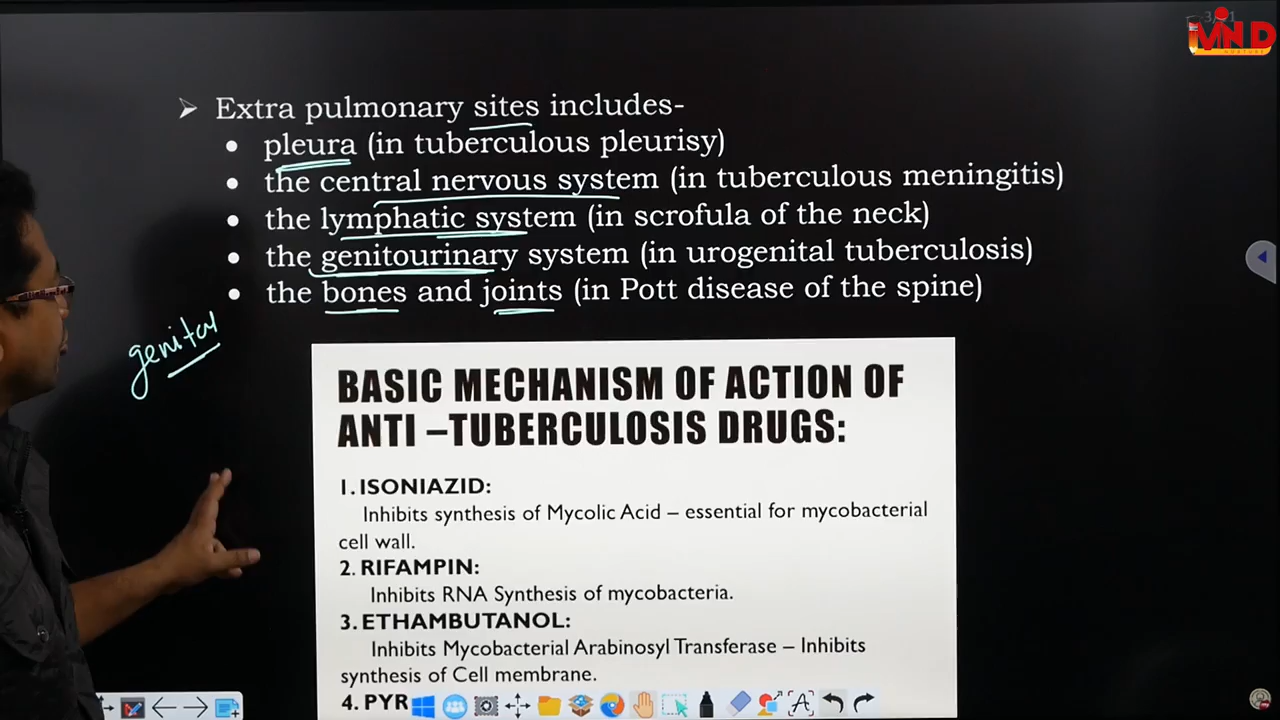 MIND
NURTURE
➢ Extra pulmonary sites includes-
• pleura (in tuberculous pleurisy)
• the central nervous system (in tuberculous meningitis)
• the lymphatic system (in scrofula of the neck)
• the genitourinary system (in urogenital tuberculosis)
• the bones and joints (in Pott disease of the spine)
genital
BASIC MECHANISM OF ACTION OF
ANTI –TUBERCULOSIS DRUGS:
1. ISONIAZID:
Inhibits synthesis of Mycolic Acid – essential for mycobacterial
cell wall.
2. RIFAMPIN:
Inhibits RNA Synthesis of mycobacteria.
3. ETHAMBUTANOL:
Inhibits Mycobacterial Arabinosyl Transferase – Inhibits
synthesis of Cell membrane.
4. PYR